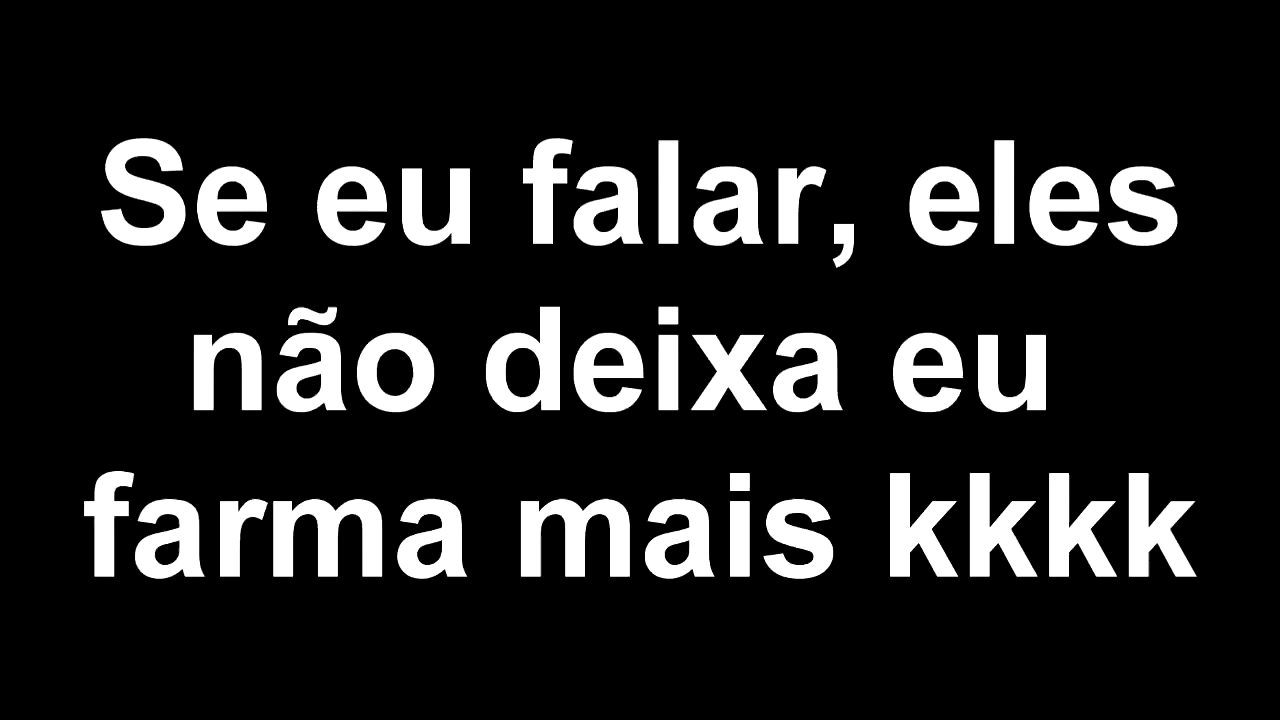 Se eu falar, eles
não deixa eu
farma mais kkkk